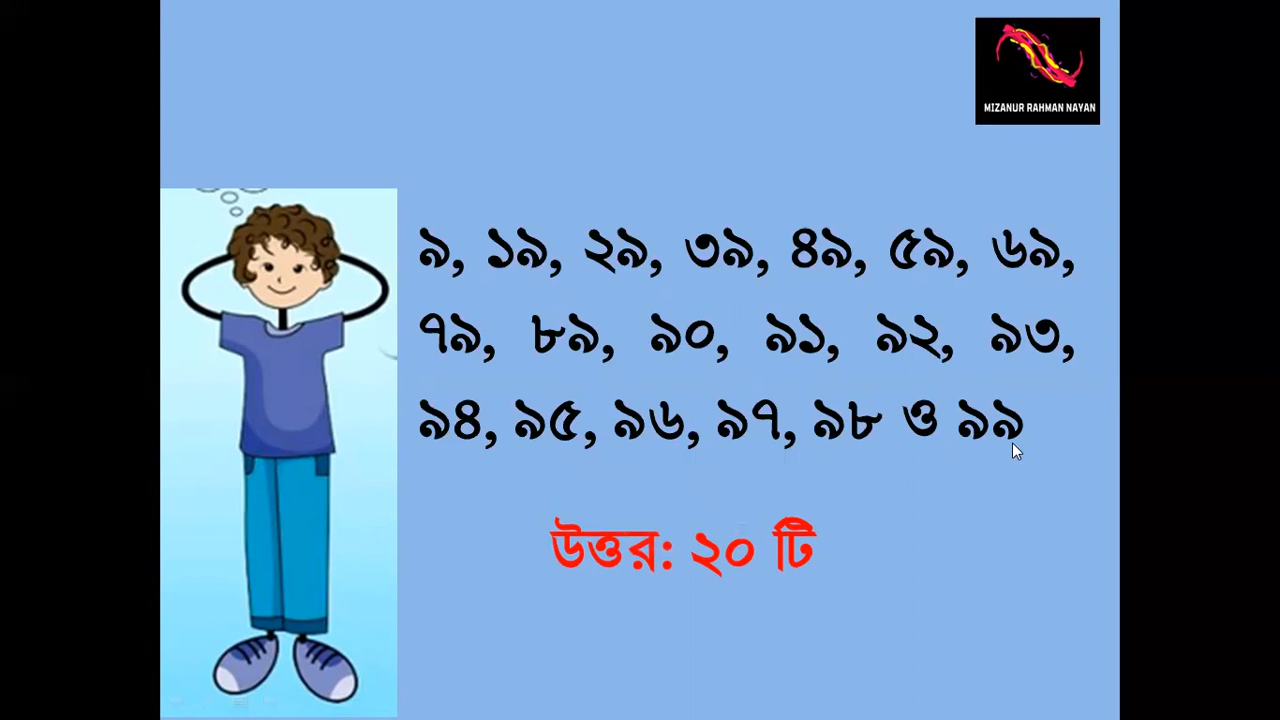 MIZANUR RAHMAN NAYAN
৯, ১৯, ২৯, ৩৯, ৪৯, ৫৯, ৬৯,
৭৯, ৮৯, ৯০, ৯১, ৯২, ৯৩,
৯৪, ৯৫, ৯৬, ৯৭, ৯৮ ও ৯৯
উত্তর: ২০ টি